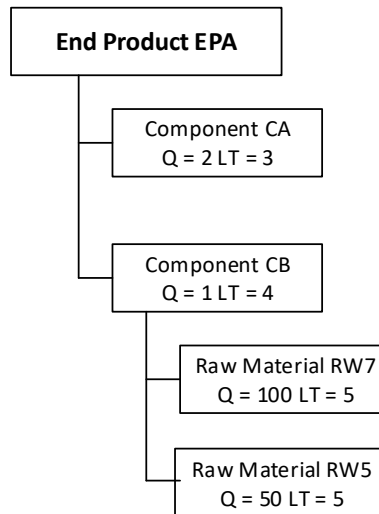 End Product EPA
Component CA
Q = 2 LT = 3
Component CB
Q = 1 LT = 4
Raw Material RW7
Q = 100 LT = 5
Raw Material RW5
Q = 50 LT = 5